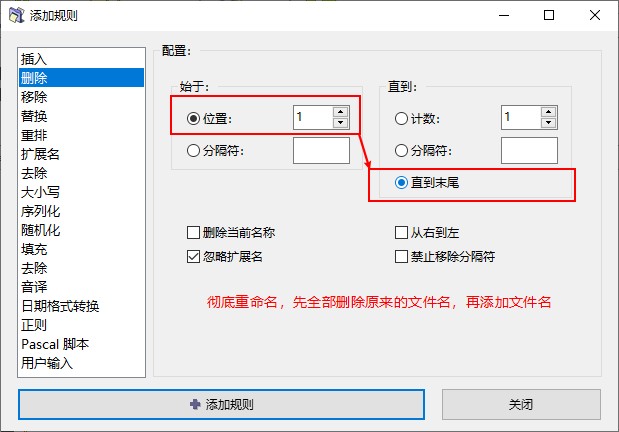 添加规则
插入
删除
移除
替换
重排
扩展名
去除
大小写
序列化
随机化
填充
去除
音译
日期格式转换
正则
Pascal 脚本
用户输入
配置:
始于:
位置: 1
分隔符:
直到:
计数: 1
分隔符:
直到末尾
删除当前名称
从右到左
忽略扩展名
禁止移除分隔符
彻底重命名，先全部删除原来的文件名，再添加文件名
添加规则
关闭